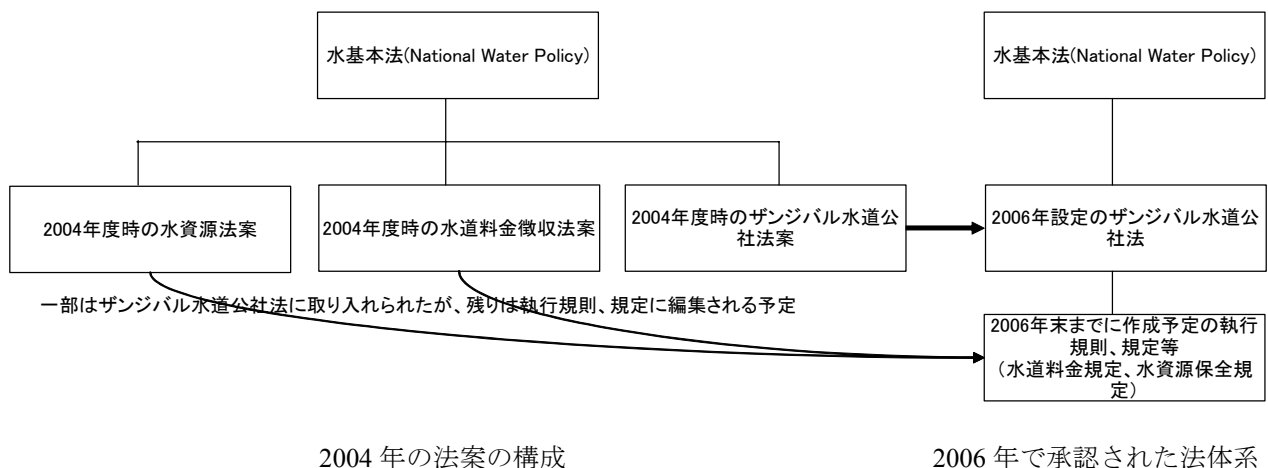 水基本法(National Water Policy)
水基本法(National Water Policy)
2004年度時の水資源法案
2004年度時の水道料金徴収法案
2004年度時のザンジバル水道公
社法案
2006年設定のザンジバル水道公
社法
一部はザンジバル水道公社法に取り入れられたが、残りは執行規則、規定に編集される予定
2006年末までに作成予定の執行
規則、規定等
（水道料金規定、水資源保全規
定）
2004 年の法案の構成
2006 年で承認された法体系